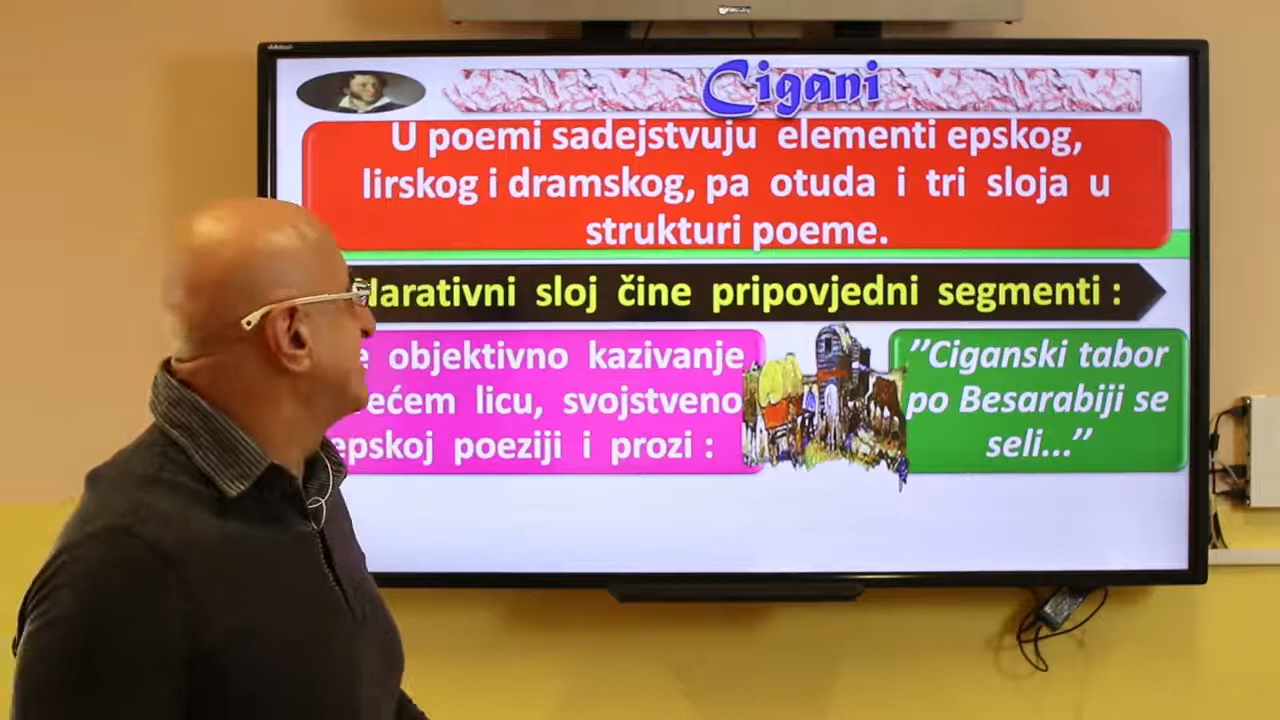 Cigani
U poemi sadejstvuju elementi epskog,
lirskog i dramskog, pa otuda i tri sloja u
strukturi poeme.
Narativni sloj čine pripovjedni segmenti :
objektivno kazivanje
licu, svojstveno
epskoj poeziji i prozi :
”Ciganski tabor
po Besarabiji se
seli...”